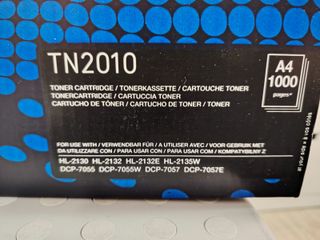 TN2010
A4
1000
pages*
TONER CARTRIDGE / TONERKASSETTE / CARTOUCHE TONER
TONERCARTRIDGE / CARTUCCIA TONER
CARTUCHO DE TÓNER / CARTUCHO DE TONER
FOR USE WITH / VERWENDBAR FÜR / A UTILISER AVEC / VOOR GEBRUIK MET
DA UTILIZZARE CON / PARA USAR CON / PARA USAR COM / KOMPATYBILNY Z
HL-2130 HL-2132 HL-2132E HL-2135W
DCP-7055 DCP-7055W DCP-7057 DCP-7057E